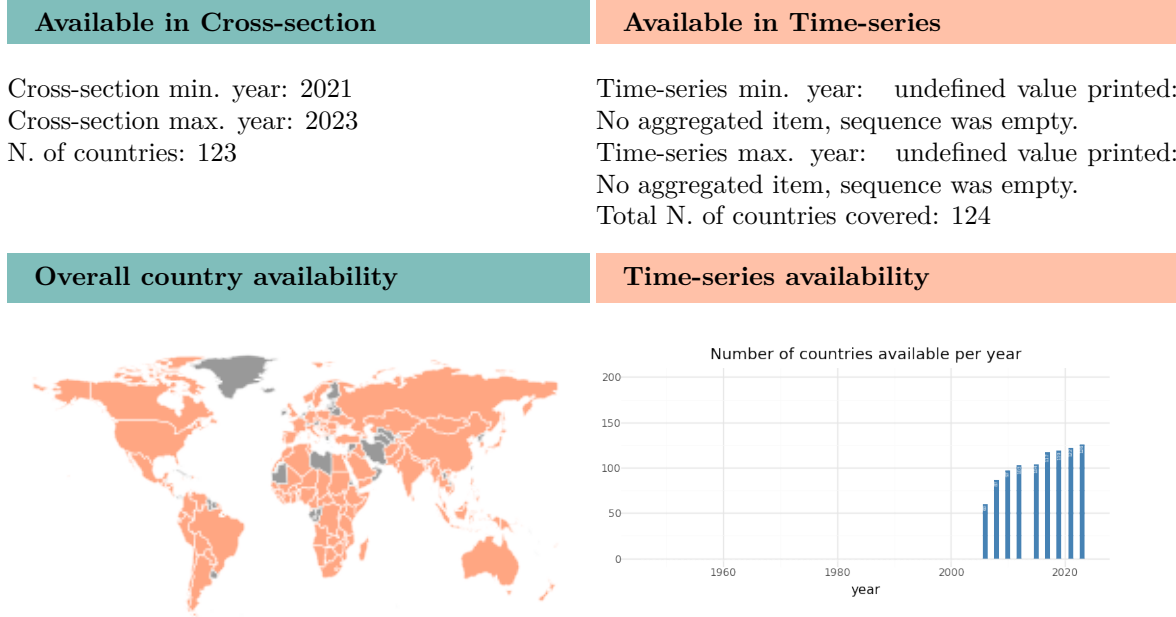 Available in Cross-section
Available in Time-series
Cross-section min. year: 2021
Cross-section max. year: 2023
N. of countries: 123
Time-series min. year: undefined value printed:
No aggregated item, sequence was empty.
Time-series max. year: undefined value printed:
No aggregated item, sequence was empty.
Total N. of countries covered: 124
Overall country availability
Time-series availability
Number of countries available per year
200
150
100
50
0
1960
1980
2000
2020
year